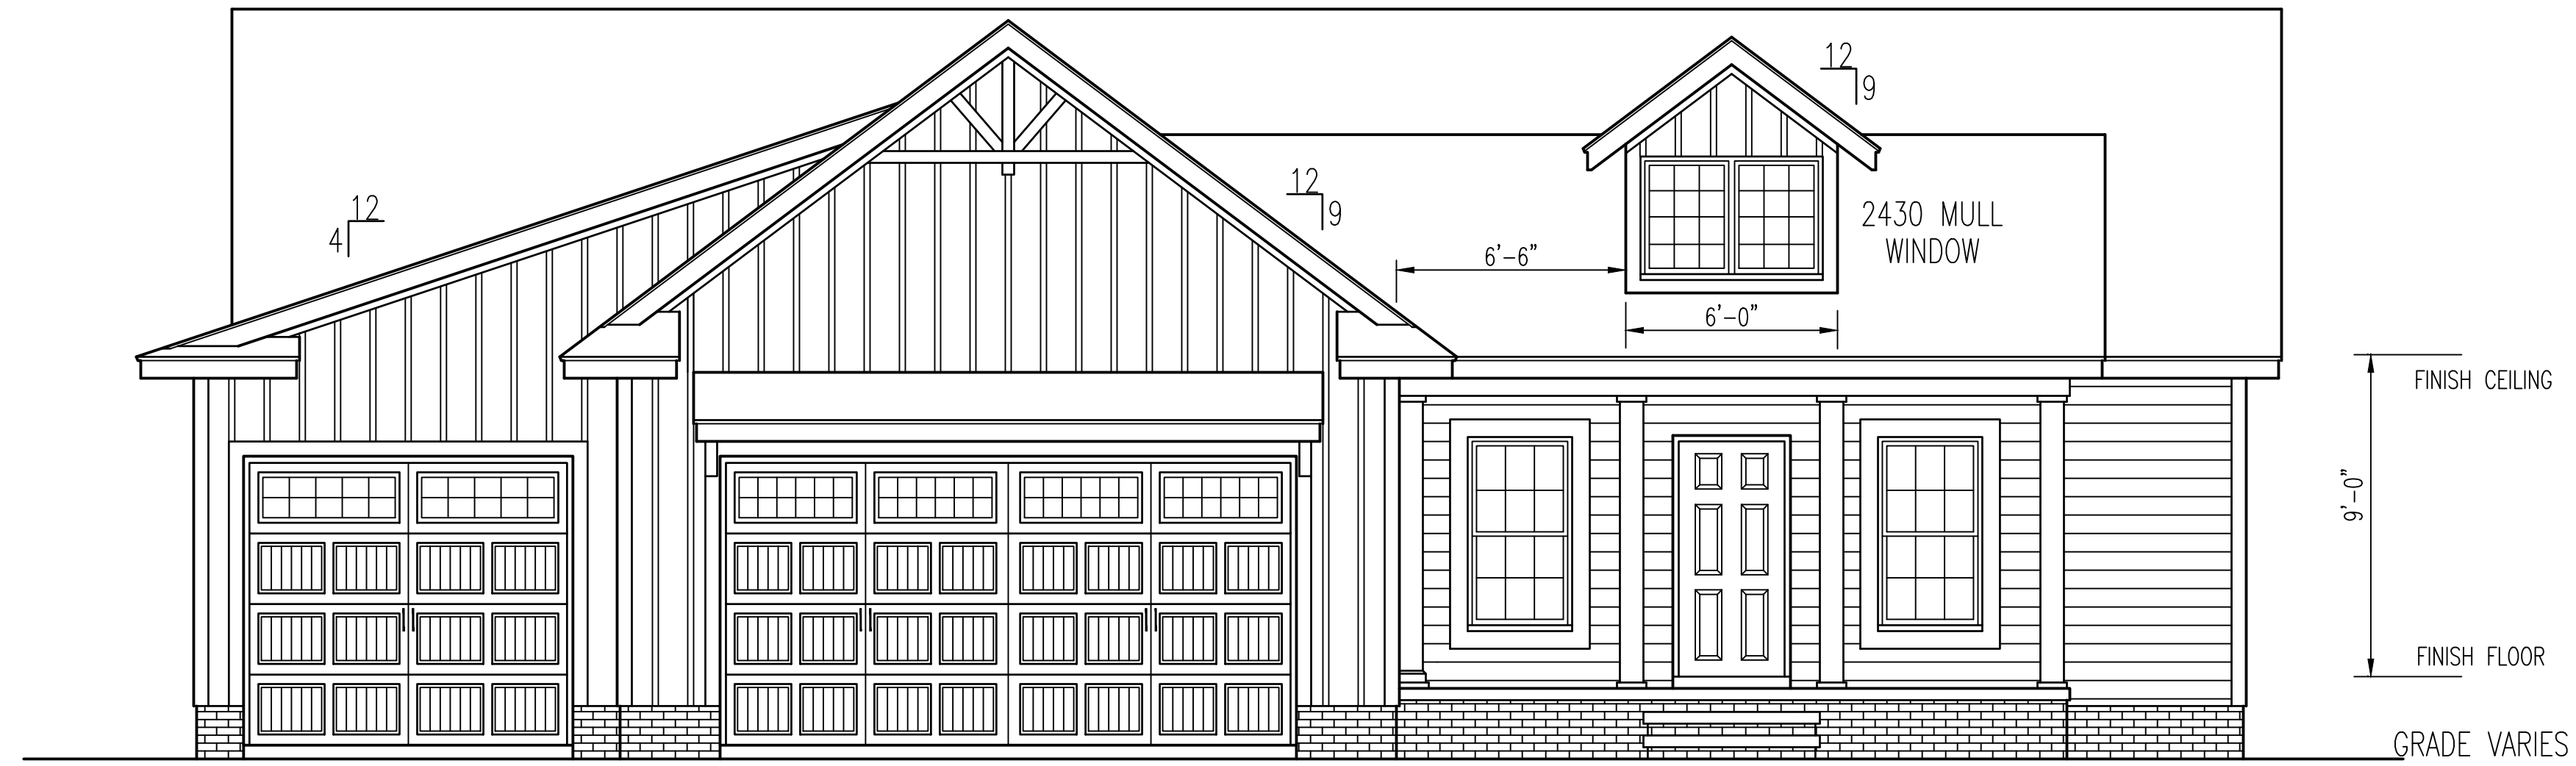 12
9
12
4
12
9
2430 MULL
WINDOW
6'-6"
6'-0"
FINISH CEILING
9'-0"
FINISH FLOOR
GRADE VARIES